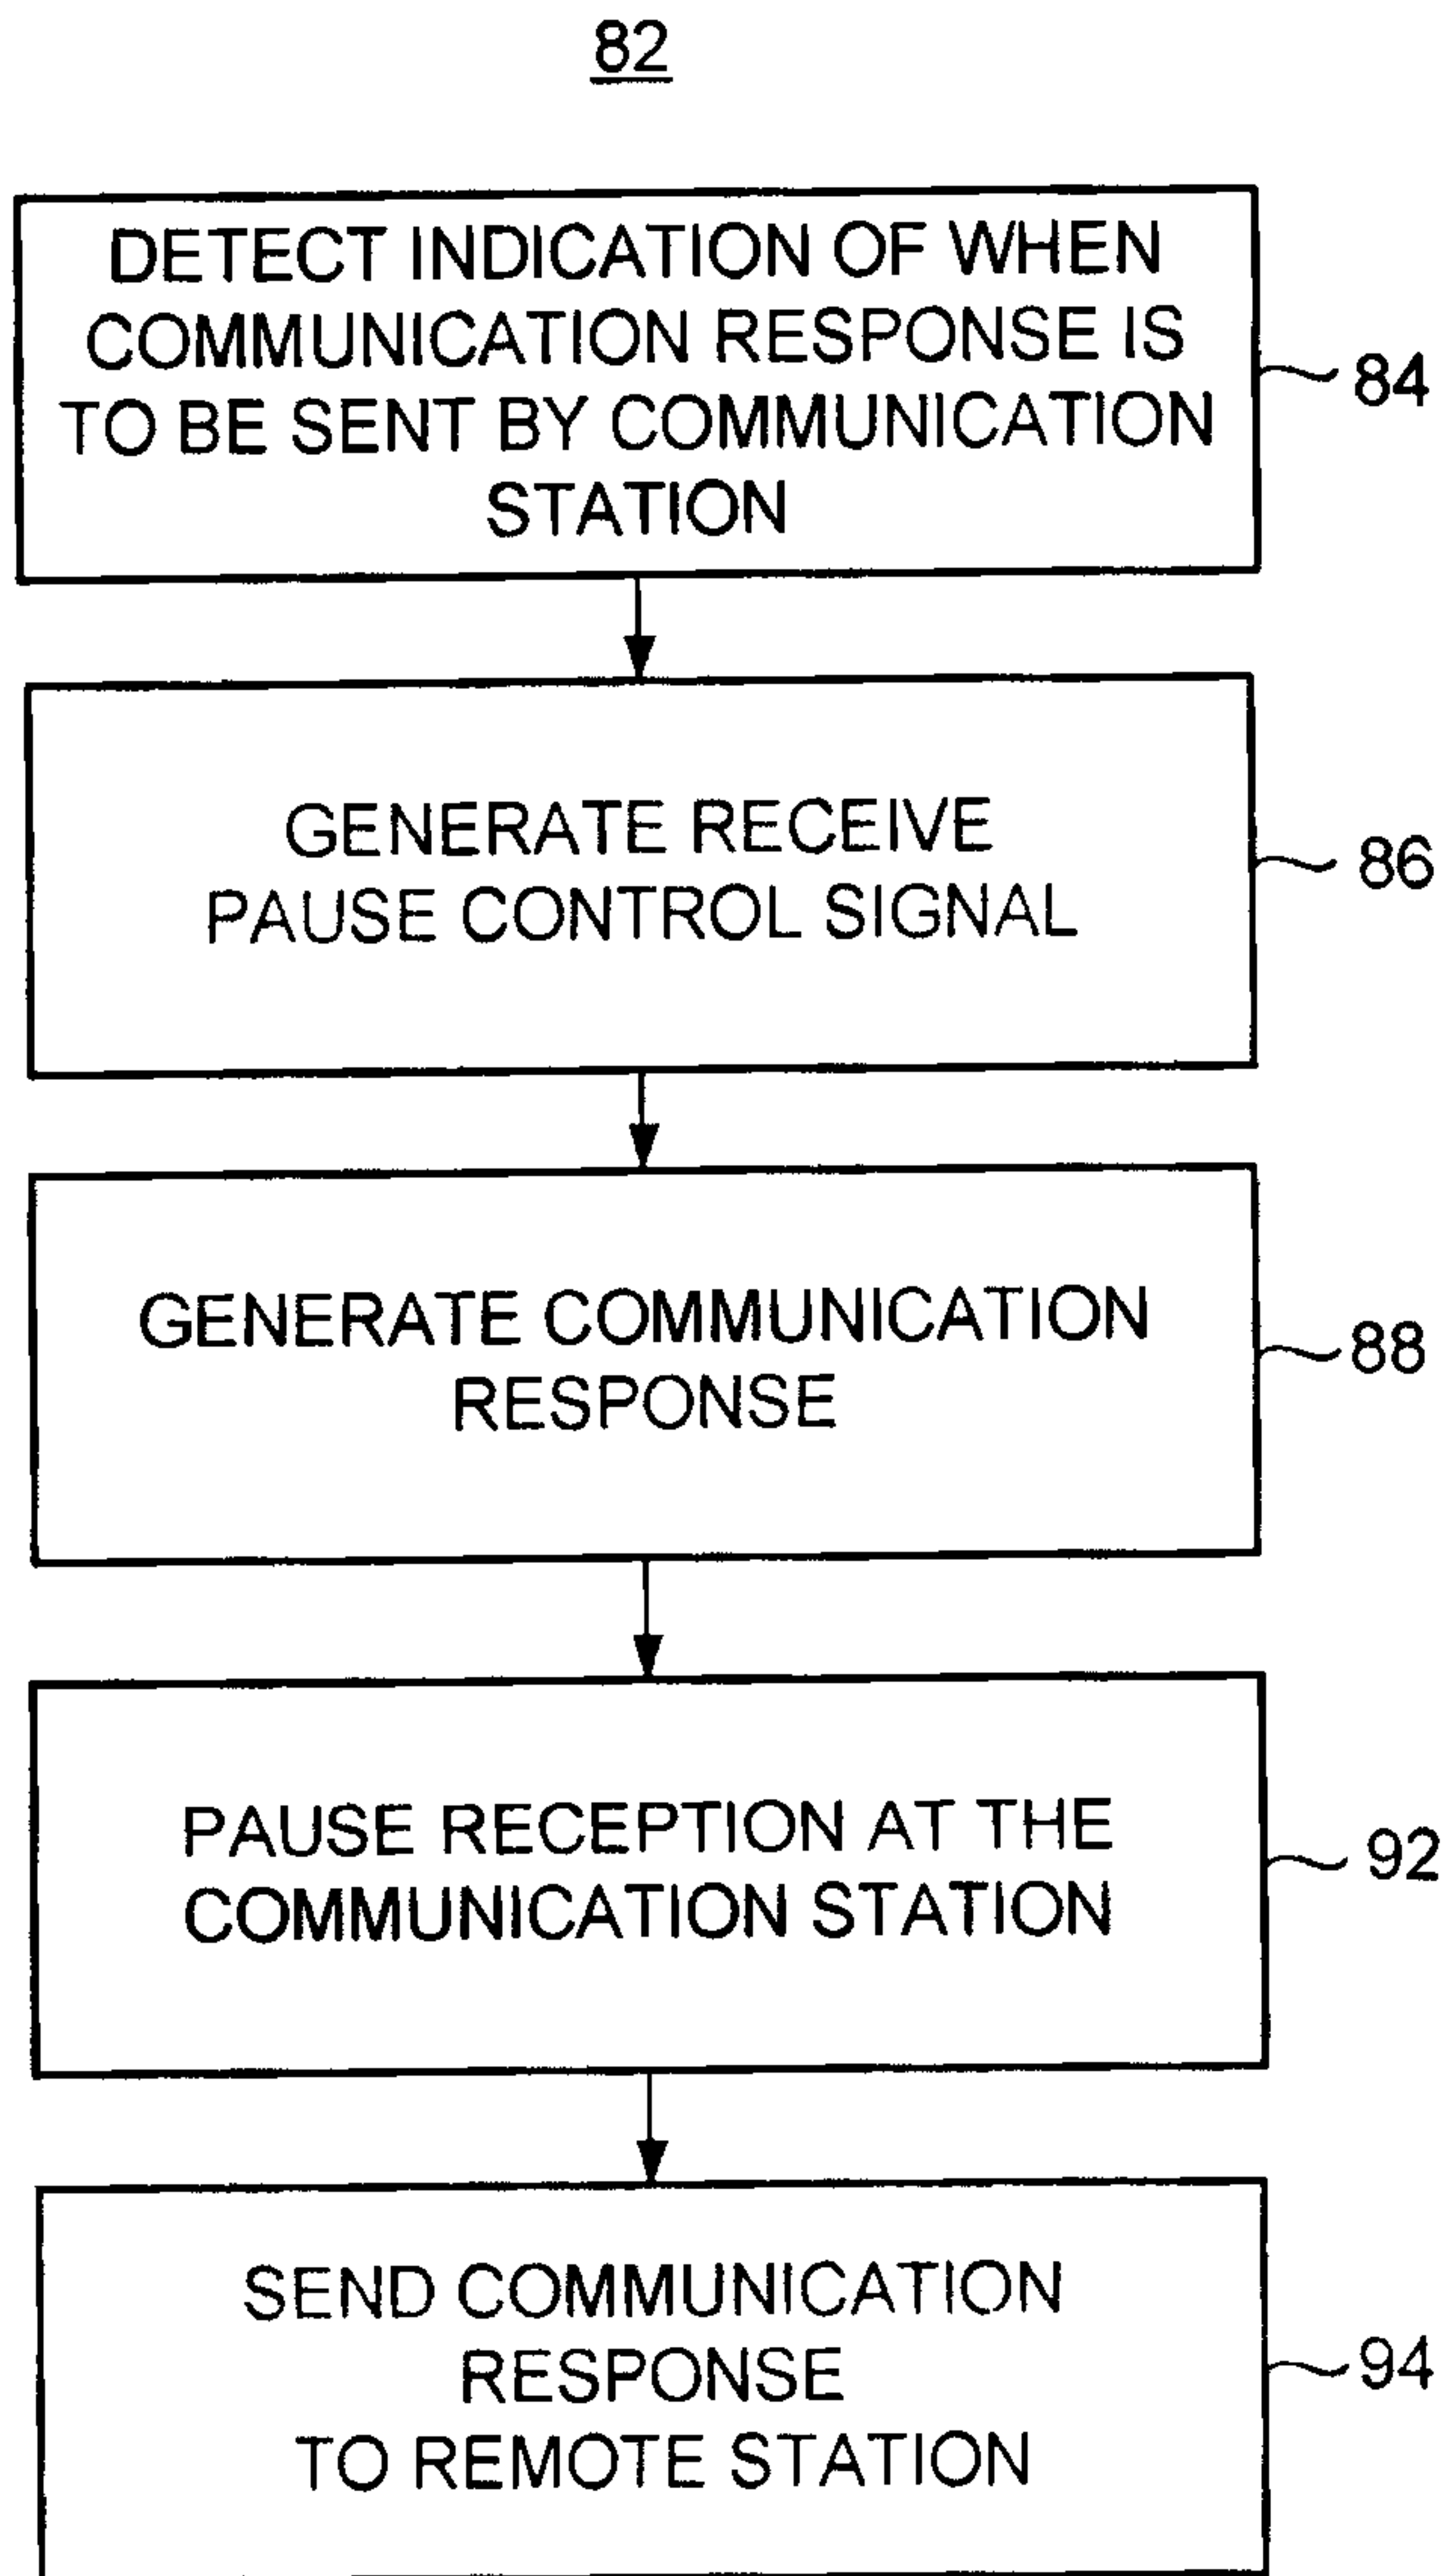 82
DETECT INDICATION OF WHEN
COMMUNICATION RESPONSE IS
TO BE SENT BY COMMUNICATION
STATION
84
GENERATE RECEIVE
PAUSE CONTROL SIGNAL
86
GENERATE COMMUNICATION
RESPONSE
88
PAUSE RECEPTION AT THE
COMMUNICATION STATION
92
SEND COMMUNICATION
RESPONSE
TO REMOTE STATION
94